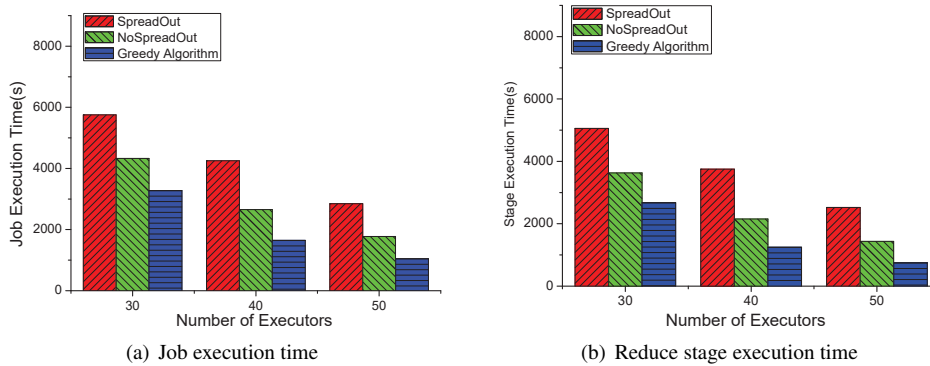 SpreadOut
NoSpreadOut
Greedy Algorithm
8000
6000
4000
2000
0
Job Execution Time(s)
30
40
50
Number of Executors
(a) Job execution time
SpreadOut
NoSpreadOut
Greedy Algorithm
8000
6000
4000
2000
0
Stage Execution Time(s)
30
40
50
Number of Executors
(b) Reduce stage execution time